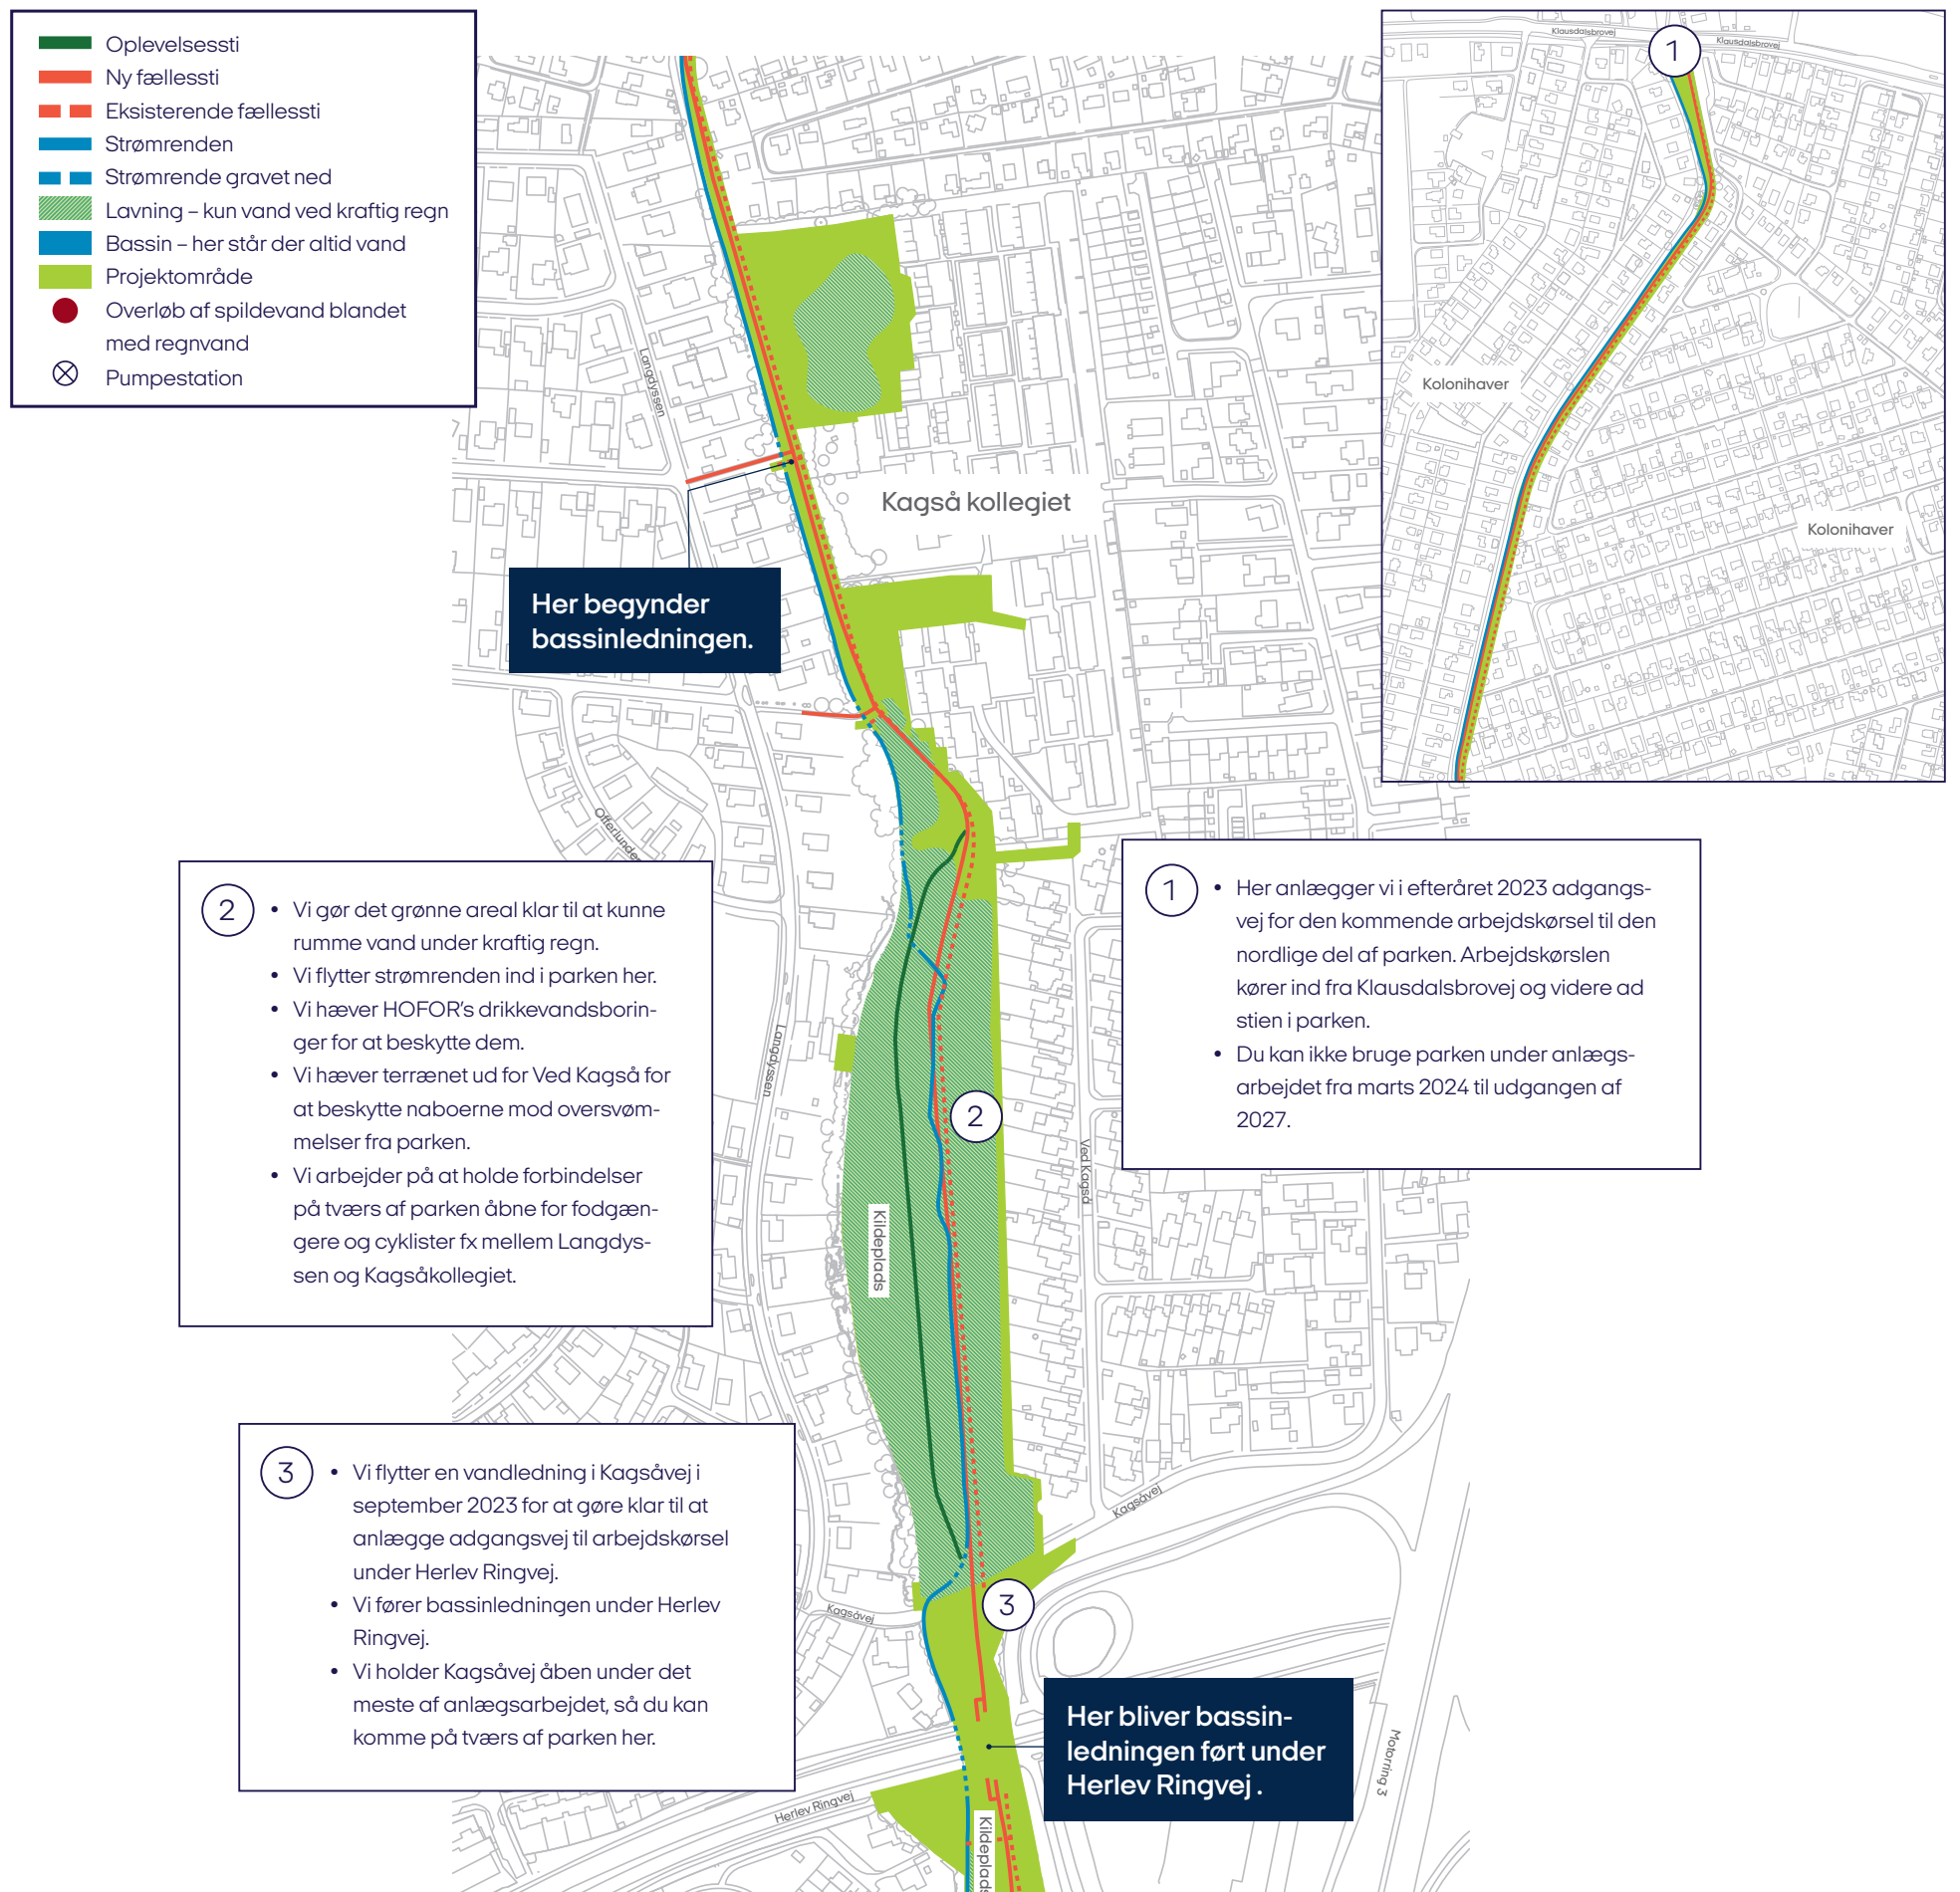 Oplevelsessti
Ny fællessti
Eksisterende fællessti
Strømrenden
Strømrende gravet ned
Lavning – kun vand ved kraftig regn
Bassin – her står der altid vand
Projektområde
Overløb af spildevand blandet
med regnvand
Pumpestation
Klausdalsbrovej
1
Klausdalsbrovej
Kolonihaver
Kolonihaver
Langdyssen
Kagså kollegiet
Her begynder
bassinledningen.
Offerlunden
2
• Vi gør det grønne areal klar til at kunne
rumme vand under kraftig regn.
• Vi flytter strømrenden ind i parken her.
• Vi hæver HOFOR's drikkevandsborin-
ger for at beskytte dem.
• Vi hæver terrænet ud for Ved Kagså for
at beskytte naboerne mod oversvøm-
melser fra parken.
• Vi arbejder på at holde forbindelser
på tværs af parken åbne for fodgæn-
gere og cyklister fx mellem Langdys-
sen og Kagsåkollegiet.
1
• Her anlægger vi i efteråret 2023 adgangs-
vej for den kommende arbejdskørsel til den
nordlige del af parken. Arbejdskørslen
kører ind fra Klausdalsbrovej og videre ad
stien i parken.
• Du kan ikke bruge parken under anlægs-
arbejdet fra marts 2024 til udgangen af
2027.
Langdyssen
2
Ved Kagså
Kildeplads
3
• Vi flytter en vandledning i Kagsåvej i
september 2023 for at gøre klar til at
anlægge adgangsvej til arbejdskørsel
under Herlev Ringvej.
• Vi fører bassinledningen under Herlev
Ringvej.
• Vi holder Kagsåvej åben under det
meste af anlægsarbejdet, så du kan
komme på tværs af parken her.
Kagsåvej
Kagsåvej
3
Her bliver bassin-
ledningen ført under
Herlev Ringvej .
Motorring 3
Herlev Ringvej
Kildeplads